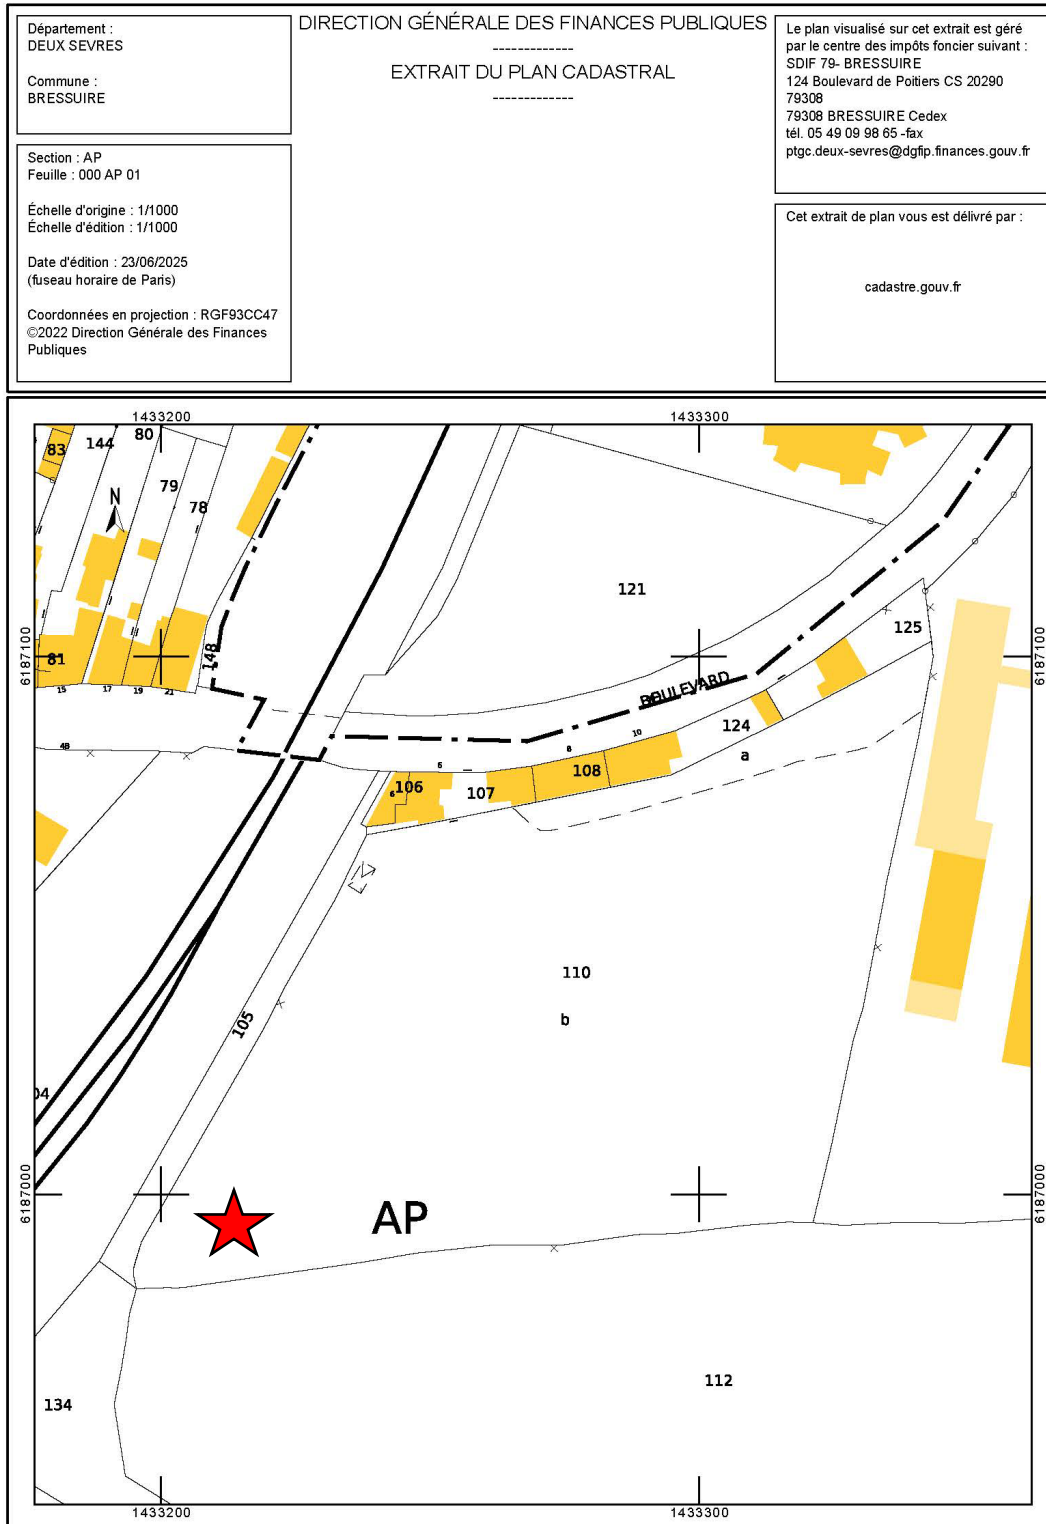 Département :
DEUX SEVRES
Commune :
BRESSUIRE
Section : AP
Feuille : 000 AP 01
Échelle d'origine : 1/1000
Échelle d'édition : 1/1000
Date d'édition : 23/06/2025
(fuseau horaire de Paris)
Coordonnées en projection : RGF93CC47
©2022 Direction Générale des Finances
Publiques
DIRECTION GÉNÉRALE DES FINANCES PUBLIQUES
-------------
EXTRAIT DU PLAN CADASTRAL
-------------
Le plan visualisé sur cet extrait est géré
par le centre des impôts foncier suivant :
SDIF 79- BRESSUIRE
124 Boulevard de Poitiers CS 20290
79308
79308 BRESSUIRE Cedex
tél. 05 49 09 98 65 -fax
ptgc.deux-sevres@dgfip.finances.gouv.fr
Cet extrait de plan vous est délivré par :
cadastre.gouv.fr
1433200
1433300
80
83
144
79
N
78
121
125
6187100
6187100
148
81
15
17
19
21
BOULEVARD
124
4B
10
8
a
5
108
106
6
107
110
b
105
04
6187000
6187000
AP
112
134
1433200
1433300